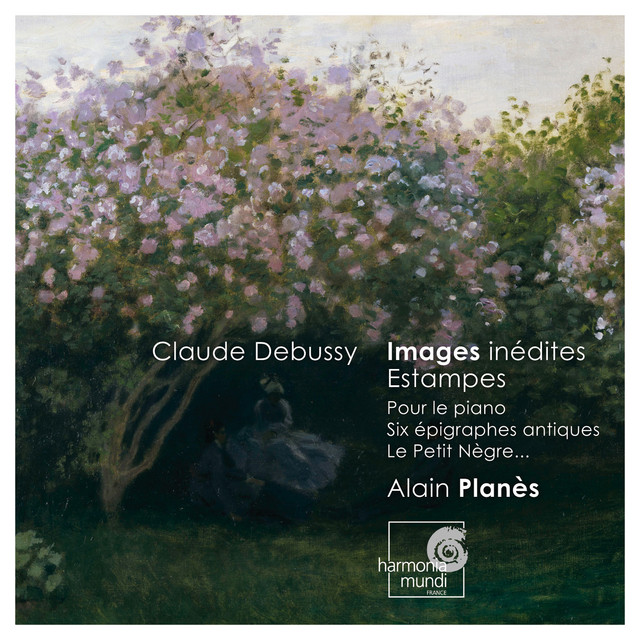 Claude Debussy
Images inédites
Estampes
Pour le piano
Six épigraphes antiques
Le Petit Nègre...
Alain Planès
harmonia
mundi
FRANCE